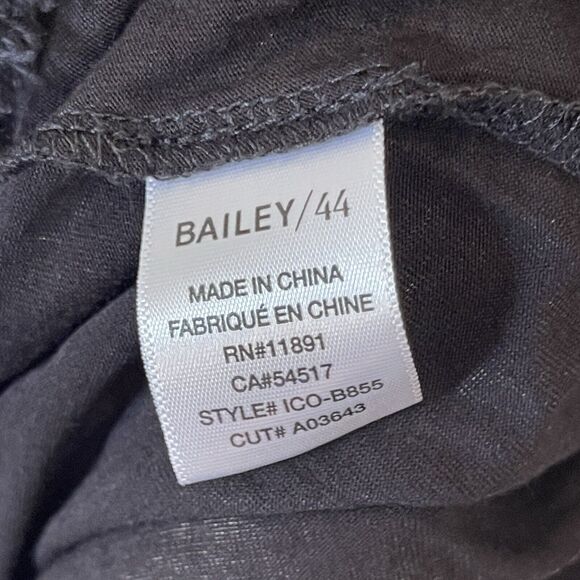 BAILEY/44
MADE IN CHINA
FABRIQUÉ EN CHINE
RN#11891
CA#54517
STYLE# ICO-B855
CUT# A03643